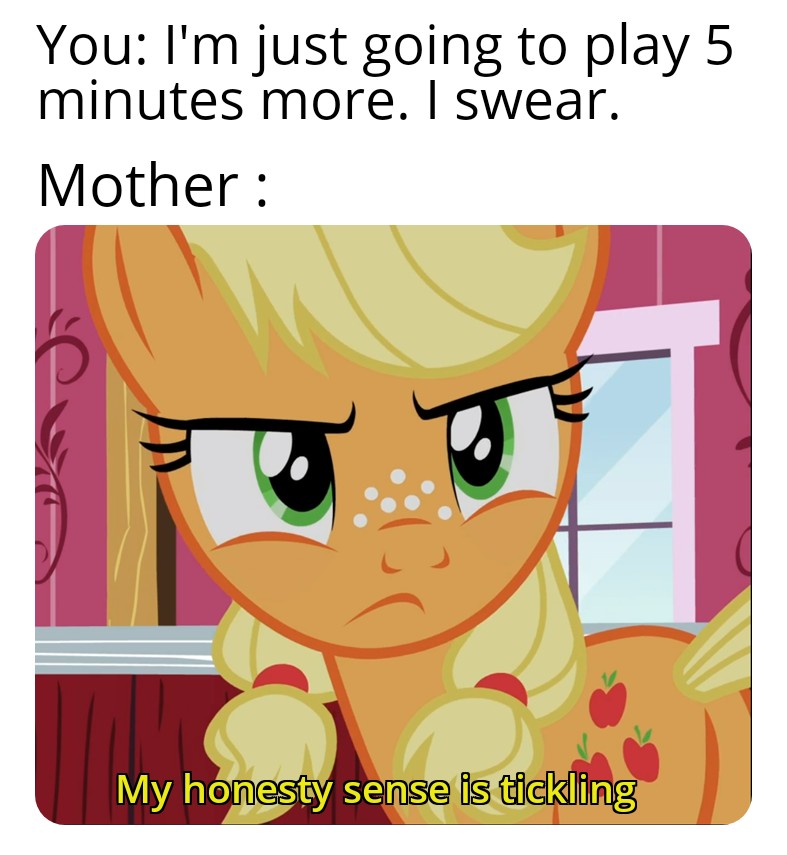 You: I'm just going to play 5
minutes more. I swear.
Mother :
My honesty sense is tickling